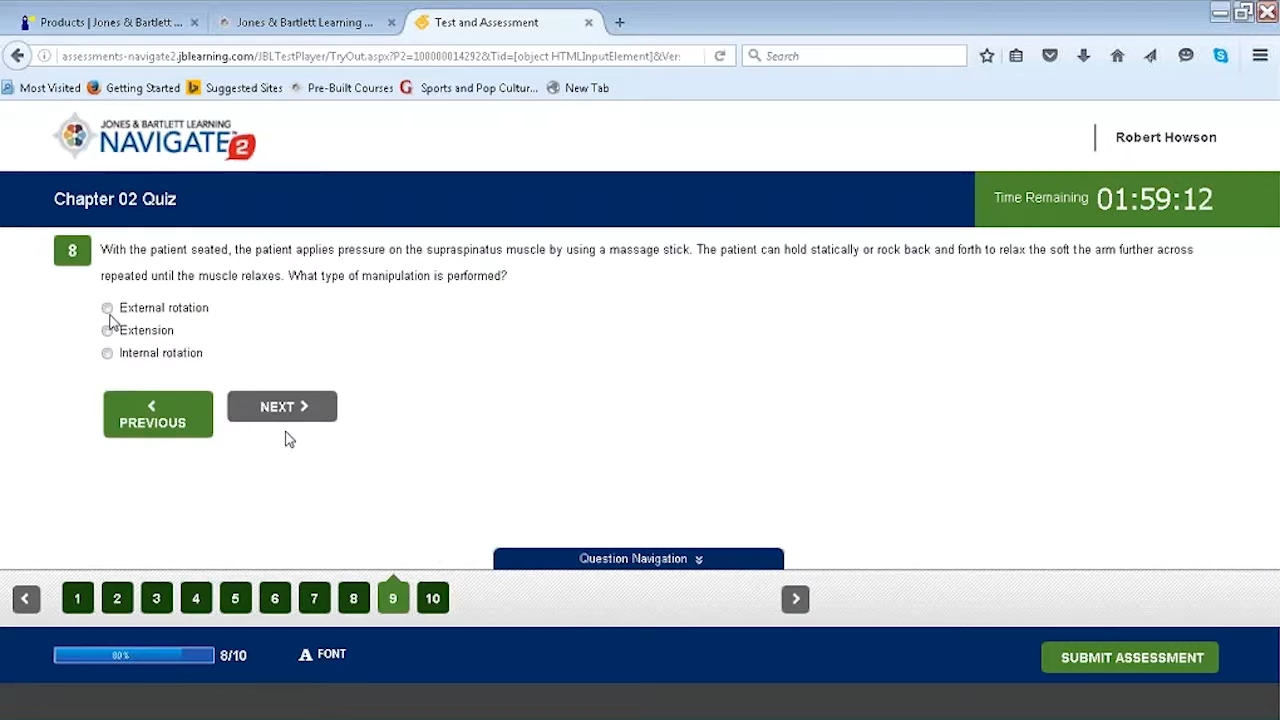 Products | Jones & Bartlett ...
Jones & Bartlett Learning ...
Test and Assessment
assessments-navigate2.jblearning.com/JBLTestPlayer/TryOut.aspx?P2=100000014292&Tid=[object HTMLInputElement]&Ver:
Search
Most Visited
Getting Started
Suggested Sites
Pre-Built Courses
Sports and Pop Cultur...
New Tab
JONES & BARTLETT LEARNING
NAVIGATE 2
Robert Howson
Chapter 02 Quiz
Time Remaining 01:59:12
8
With the patient seated, the patient applies pressure on the supraspinatus muscle by using a massage stick. The patient can hold statically or rock back and forth to relax the soft the arm further across
repeated until the muscle relaxes. What type of manipulation is performed?
External rotation
Extension
Internal rotation
PREVIOUS
NEXT
Question Navigation
1 2 3 4 5 6 7 8 9 10
80%
8/10
A FONT
SUBMIT ASSESSMENT